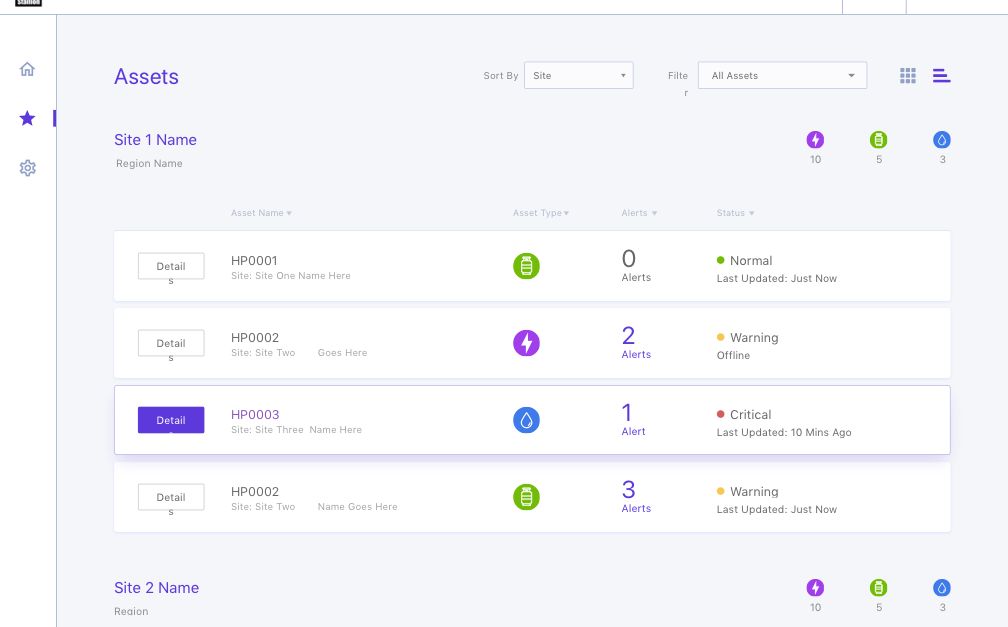 Station
Assets
Sort By
Site
Filte
r
All Assets
Site 1 Name
Region Name
10
5
3
Asset Name
Asset Type
Alerts
Status
Detail
s
HP0001
Site: Site One Name Here
0
Alerts
Normal
Last Updated: Just Now
Detail
s
HP0002
Site: Site Two Goes Here
2
Alerts
Warning
Offline
Detail
HP0003
Site: Site Three Name Here
1
Alert
Critical
Last Updated: 10 Mins Ago
Detail
s
HP0002
Site: Site Two Name Goes Here
3
Alerts
Warning
Last Updated: Just Now
Site 2 Name
Region
10
5
3